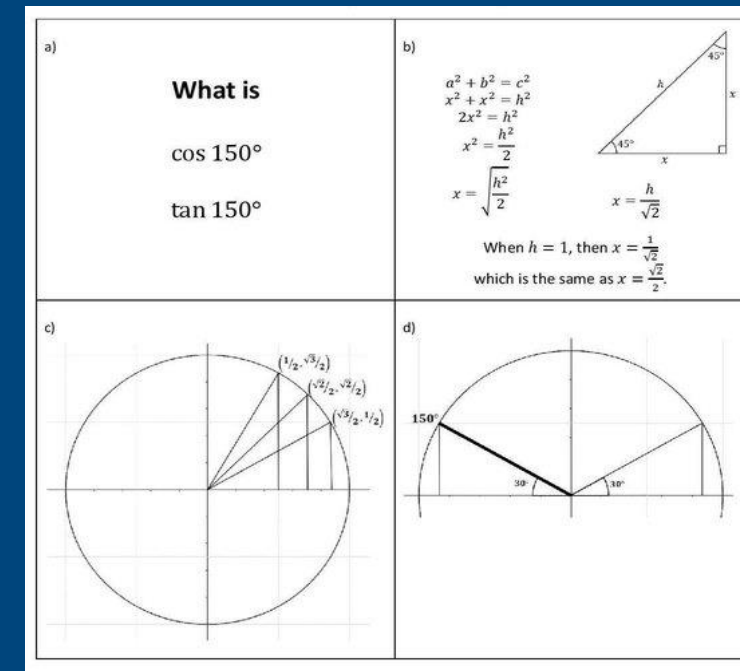 a)
What is
cos 150°
tan 150°
b)
a² + b² = c²
x² + x² = h²
2x² = h²
x² = h²/2
x = √(h²/2)
x = h/√2
When h = 1, then x = 1/√2
which is the same as x = √2/2.
45°
h
x
45°
x
c)
(1/2, √3/2)
(√2/2, √2/2)
(√3/2, 1/2)
d)
150°
30°
30°